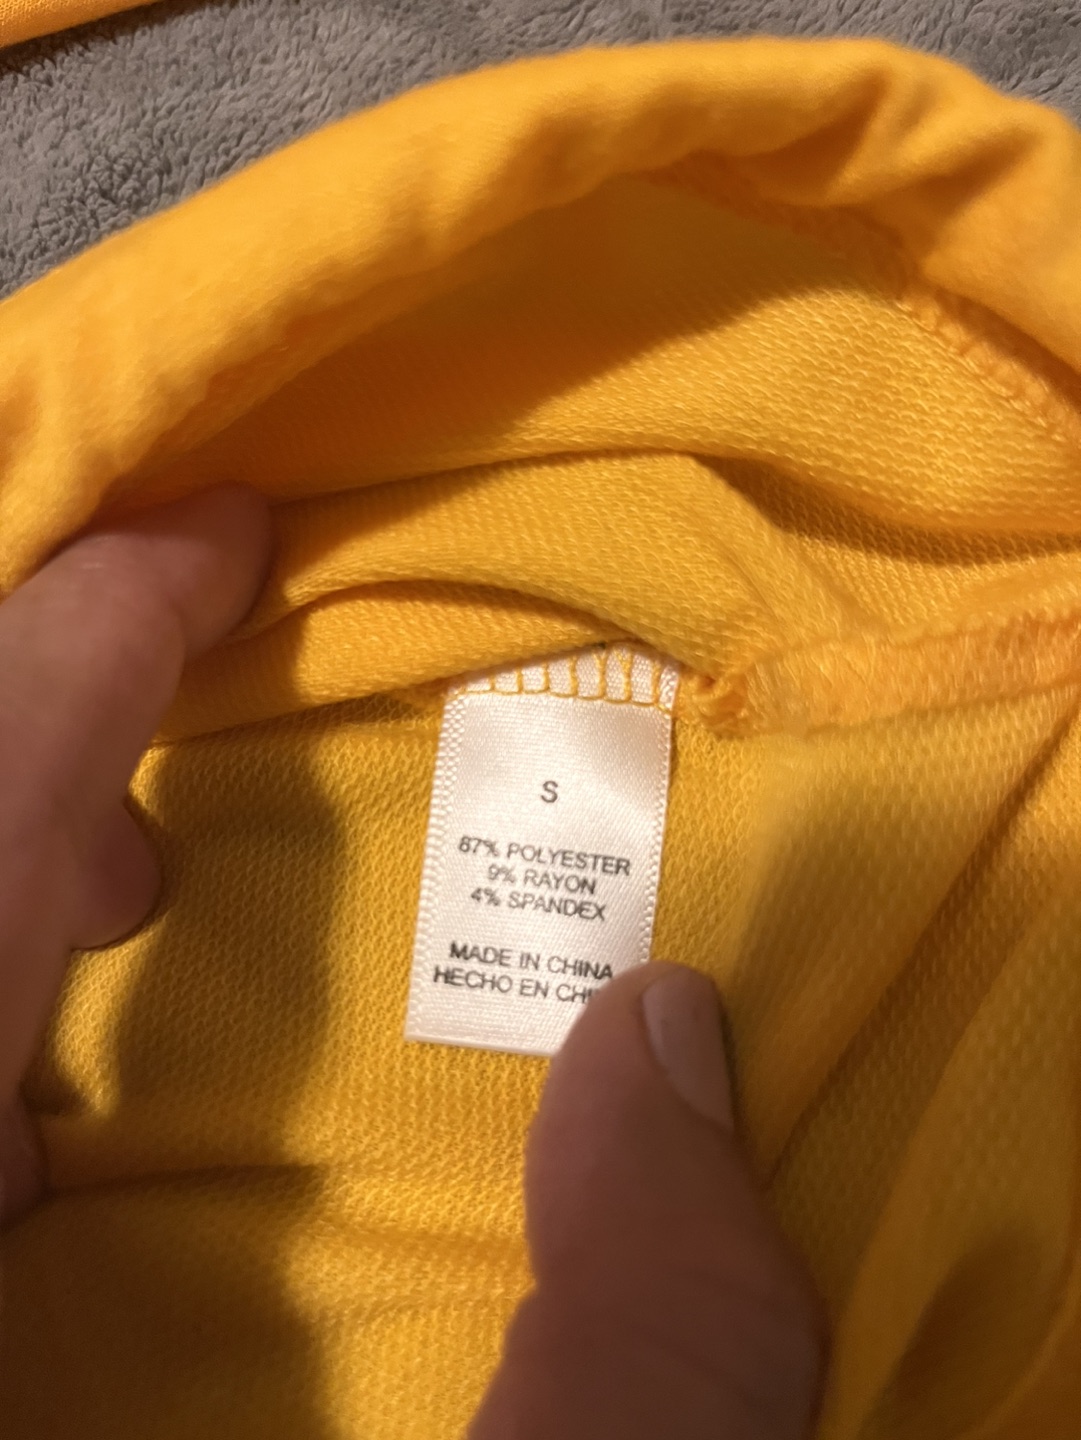 S
87% POLYESTER
9% RAYON
4% SPANDEX
MADE IN CHINA
HECHO EN